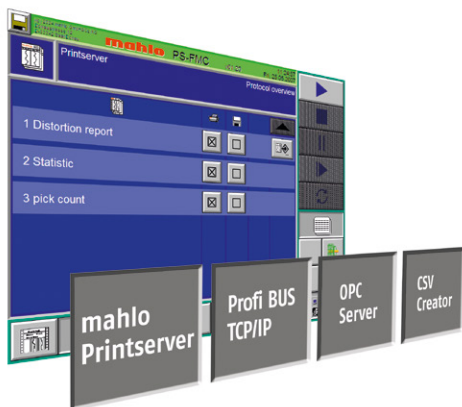 mahlo PS-FMC
Printserver
Protocol overview
1 Distortion report
2 Statistic
3 pick count
mahlo
Printserver
Profi BUS
TCP/IP
OPC
Server
CSV
Creator